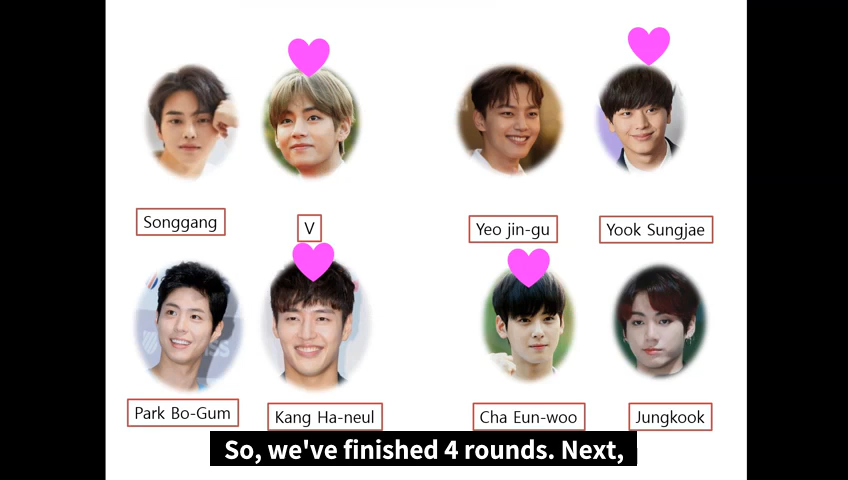 Songgang
V
Yeo jin-gu
Yook Sungjae
Park Bo-Gum
Kang Ha-neul
Cha Eun-woo
Jungkook
So, we've finished 4 rounds. Next,